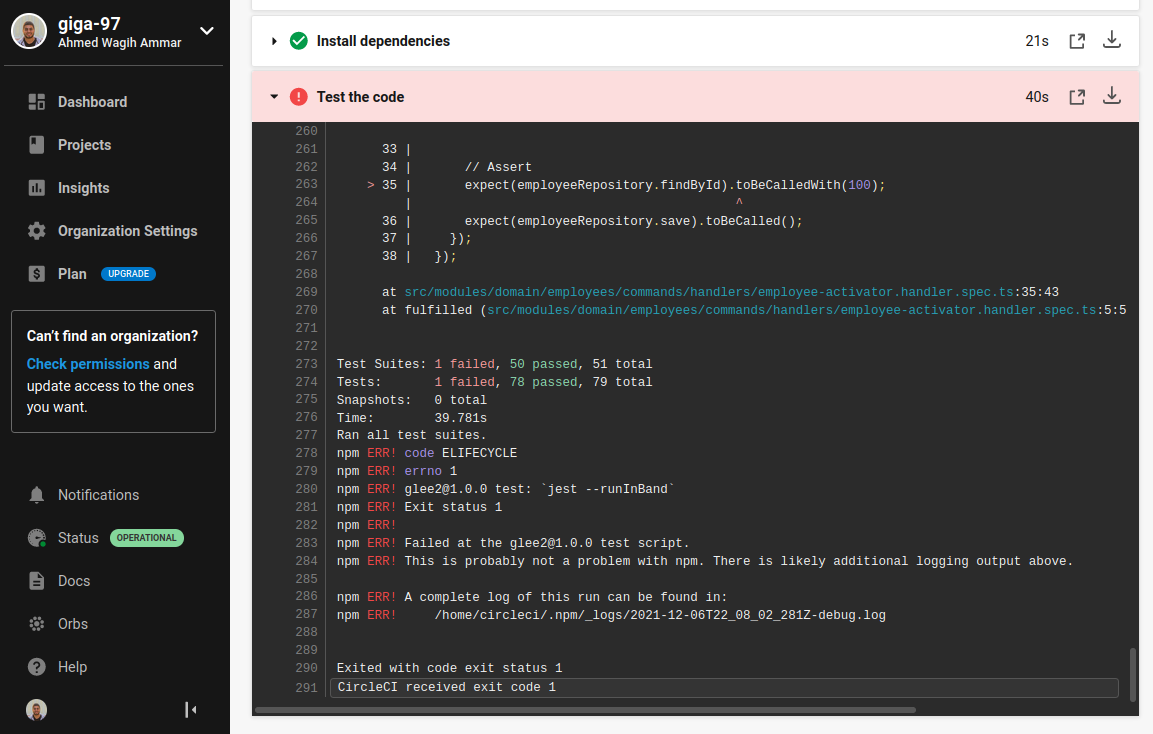 giga-97
Ahmed Wagih Ammar
Dashboard
Projects
Insights
Organization Settings
Plan UPGRADE
Can't find an organization?
Check permissions and
update access to the ones
you want.
Notifications
Status OPERATIONAL
Docs
Orbs
Help
Install dependencies 21s
Test the code 40s
260
261 33 |
262 34 | // Assert
263 > 35 | expect(employeeRepository.findById).toBeCalledWith(100);
264 | ^
265 36 | expect(employeeRepository.save).toBeCalled();
266 37 | });
267 38 | });
268
269 at src/modules/domain/employees/commands/handlers/employee-activator.handler.spec.ts:35:43
270 at fulfilled (src/modules/domain/employees/commands/handlers/employee-activator.handler.spec.ts:5:5
271
272
273 Test Suites: 1 failed, 50 passed, 51 total
274 Tests: 1 failed, 78 passed, 79 total
275 Snapshots: 0 total
276 Time: 39.781s
277 Ran all test suites.
278 npm ERR! code ELIFECYCLE
279 npm ERR! errno 1
280 npm ERR! glee2@1.0.0 test: `jest --runInBand`
281 npm ERR! Exit status 1
282 npm ERR!
283 npm ERR! Failed at the glee2@1.0.0 test script.
284 npm ERR! This is probably not a problem with npm. There is likely additional logging output above.
285
286 npm ERR! A complete log of this run can be found in:
287 npm ERR! /home/circleci/.npm/_logs/2021-12-06T22_08_02_281Z-debug.log
288
289
290 Exited with code exit status 1
291 CircleCI received exit code 1